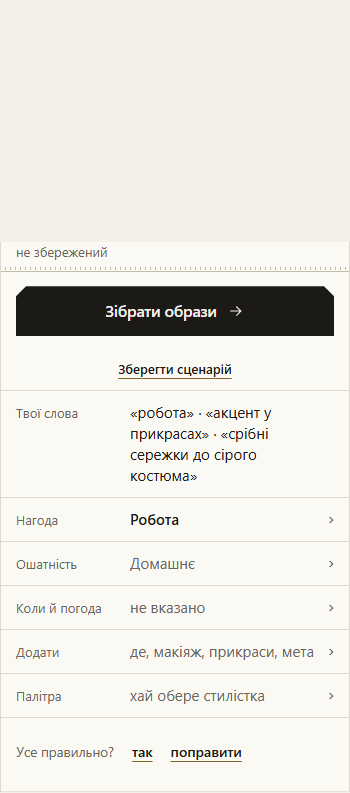 не збережений
Зібрати образи →
Зберегти сценарій
Твої слова «робота» · «акцент у
прикрасах» · «срібні
сережки до сірого
костюма»
Нагода Робота ›
Ошатність Домашнє ›
Коли й погода не вказано ›
Додати де, макіяж, прикраси, мета ›
Палітра хай обере стилістка ›
Усе правильно? так поправити